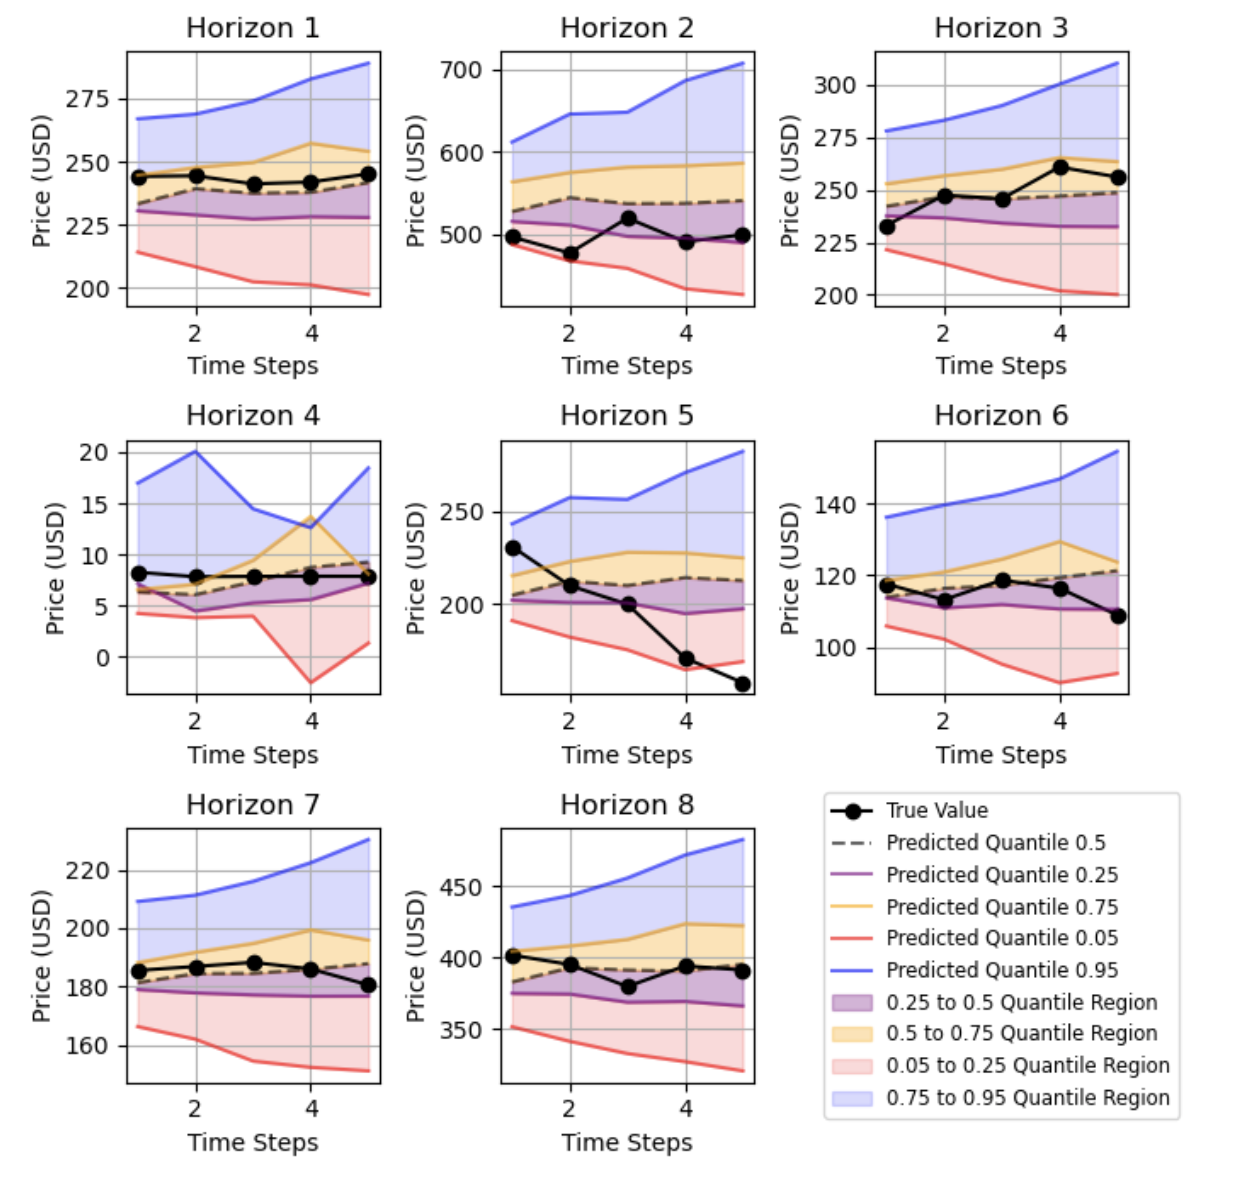 Horizon 1
Price (USD)
275
250
225
200
2
4
Time Steps
Horizon 2
Price (USD)
700
600
500
2
4
Time Steps
Horizon 3
Price (USD)
300
275
250
225
200
2
4
Time Steps
Horizon 4
Price (USD)
20
15
10
5
0
2
4
Time Steps
Horizon 5
Price (USD)
250
200
2
4
Time Steps
Horizon 6
Price (USD)
140
120
100
2
4
Time Steps
Horizon 7
Price (USD)
220
200
180
160
2
4
Time Steps
Horizon 8
Price (USD)
450
400
350
2
4
Time Steps
True Value
Predicted Quantile 0.5
Predicted Quantile 0.25
Predicted Quantile 0.75
Predicted Quantile 0.05
Predicted Quantile 0.95
0.25 to 0.5 Quantile Region
0.5 to 0.75 Quantile Region
0.05 to 0.25 Quantile Region
0.75 to 0.95 Quantile Region